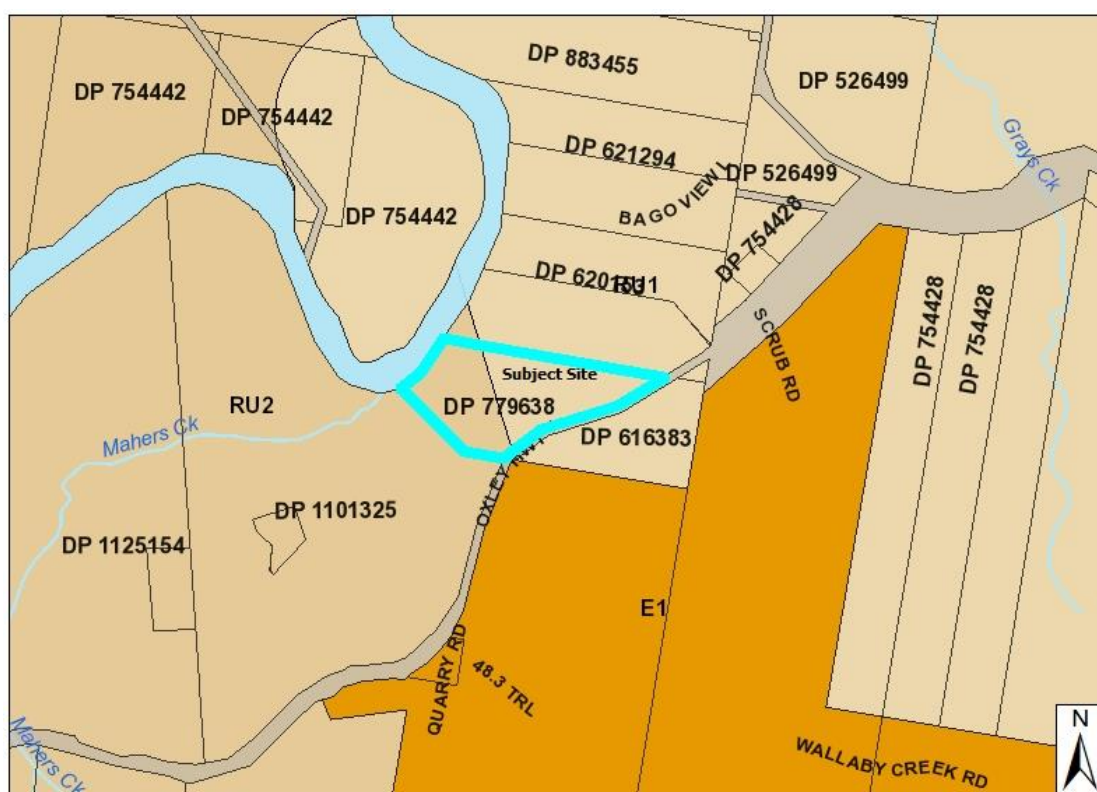 DP 883455
DP 526499
DP 754442
DP 754442
Grays Ck
DP 621294
DP 526499
BAGO VIEW L
DP 754442
DP 754428
DP 620153
RU1
SCRUB RD
DP 754428
DP 754428
Subject Site
RU2
DP 779638
Mahers Ck
DP 616383
OXLEY HWY
DP 1101325
DP 1125154
E1
QUARRY RD
48.3 TRL
Mahers Ck
WALLABY CREEK RD
N